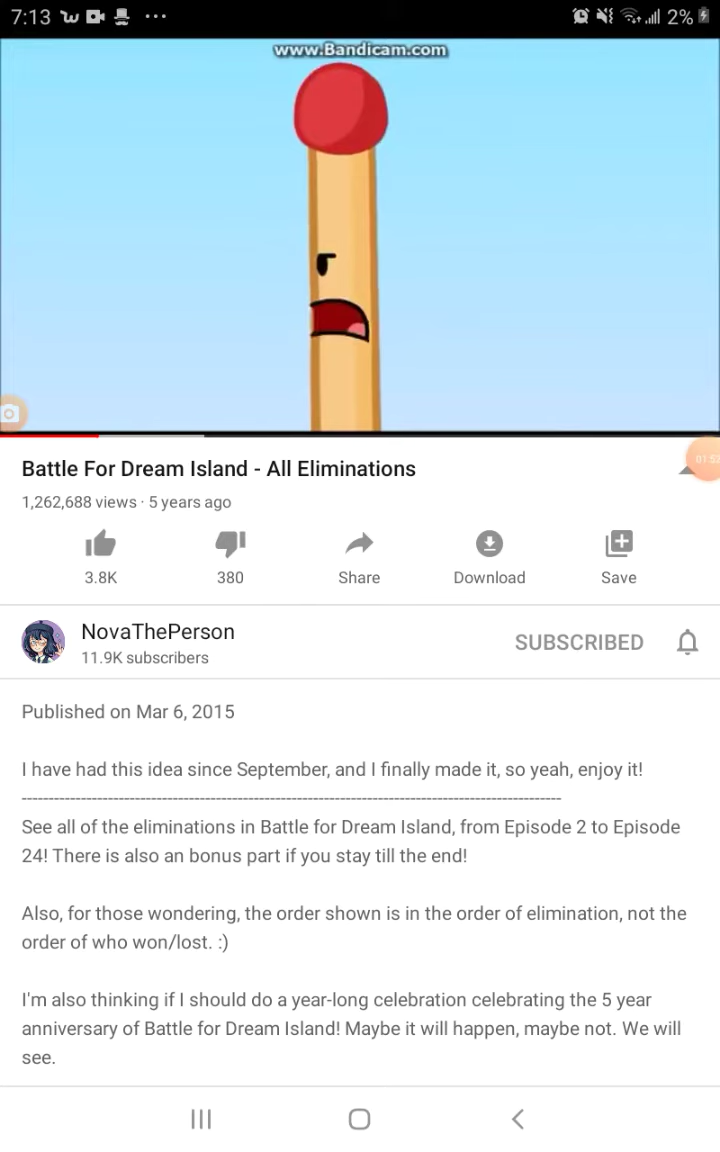 7:13
2%
www.Bandicam.com
01:52
Battle For Dream Island - All Eliminations
1,262,688 views · 5 years ago
3.8K
380
Share
Download
Save
NovaThePerson
11.9K subscribers
SUBSCRIBED
Published on Mar 6, 2015
I have had this idea since September, and I finally made it, so yeah, enjoy it!
------------------------------------------------------------------------------------------
See all of the eliminations in Battle for Dream Island, from Episode 2 to Episode
24! There is also an bonus part if you stay till the end!
Also, for those wondering, the order shown is in the order of elimination, not the
order of who won/lost. :)
I'm also thinking if I should do a year-long celebration celebrating the 5 year
anniversary of Battle for Dream Island! Maybe it will happen, maybe not. We will
see.